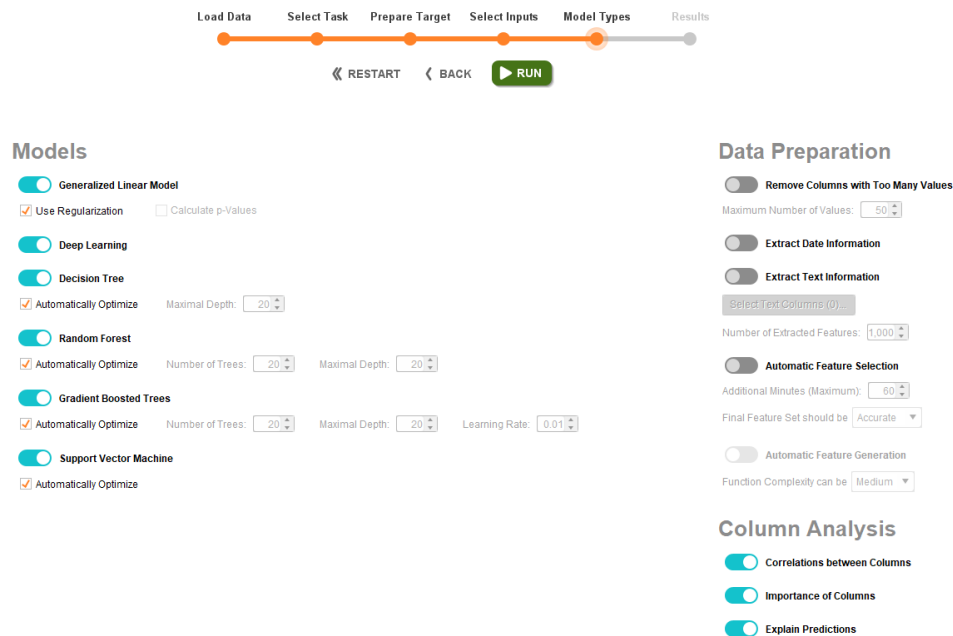 Load Data Select Task Prepare Target Select Inputs Model Types Results
RESTART BACK RUN
Models
Generalized Linear Model
Use Regularization Calculate p-Values
Deep Learning
Decision Tree
Automatically Optimize Maximal Depth: 20
Random Forest
Automatically Optimize Number of Trees: 20 Maximal Depth: 20
Gradient Boosted Trees
Automatically Optimize Number of Trees: 20 Maximal Depth: 20 Learning Rate: 0.01
Support Vector Machine
Automatically Optimize
Data Preparation
Remove Columns with Too Many Values
Maximum Number of Values: 50
Extract Date Information
Extract Text Information
Select Text Columns (0)...
Number of Extracted Features: 1,000
Automatic Feature Selection
Additional Minutes (Maximum): 60
Final Feature Set should be Accurate
Automatic Feature Generation
Function Complexity can be Medium
Column Analysis
Correlations between Columns
Importance of Columns
Explain Predictions